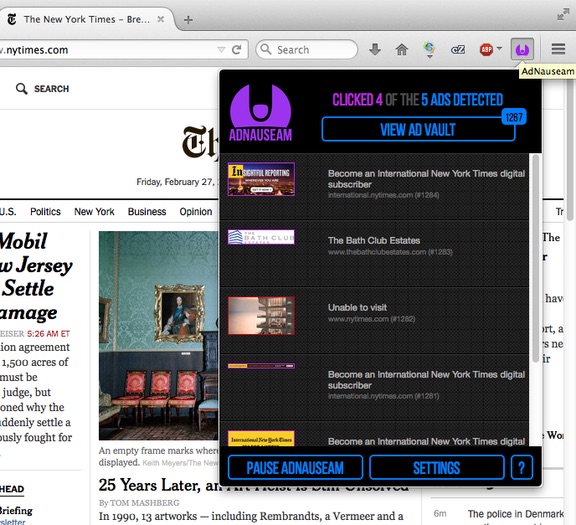 The New York Times – Bre...
.nytimes.com
Search
ABP
AdNauseam
SEARCH
Friday, February 27,
U.S. Politics New York Business Opinion
CLICKED 4 OF THE 5 ADS DETECTED
1267
VIEW AD VAULT
ADNAUSEAM
INSIGHTFUL REPORTING
Become an International New York Times digital
subscriber
international.nytimes.com (#1284)
THE
BATH CLUB
The Bath Club Estates
www.thebathclubestates.com (#1283)
Unable to visit
www.nytimes.com (#1282)
Become an International New York Times digital
subscriber
international.nytimes.com (#1281)
International New York Times
Become an International New York Times digital
PAUSE ADNAUSEAM
SETTINGS
?
Mobil
w Jersey
Settle
amage
EISER 5:26 AM ET
ion agreement
1,500 acres of
must be
judge, but
oned why the
uddenly settle a
ously fought for
HEAD
Briefing
An empty frame marks where
displayed. Keith Meyers/The New
25 Years Later, an Art Heist Is Still Unsolved
By TOM MASHBERG
In 1990, 13 artworks — including Rembrandts, a Vermeer and a
6m The police in Denmark